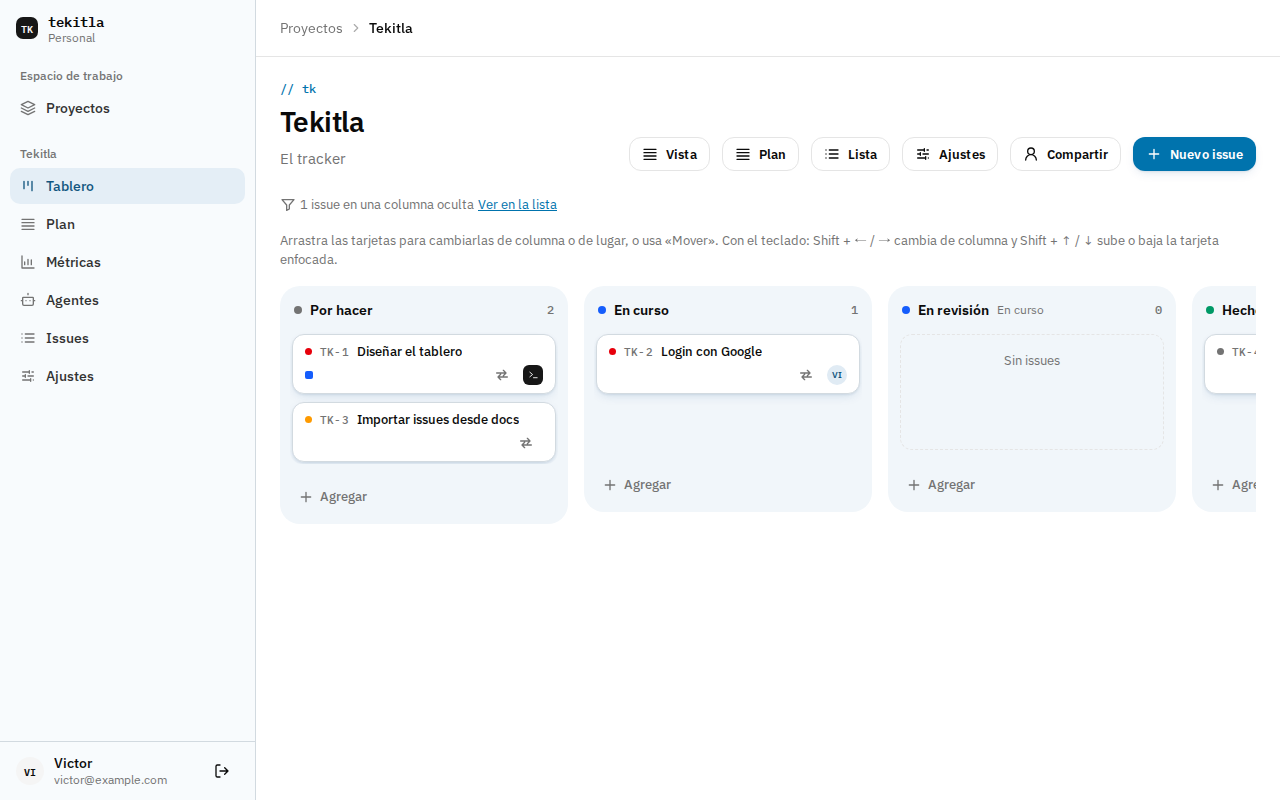 TK
tekitla
Personal
Espacio de trabajo
Proyectos
Tekitla
Tablero
Plan
Métricas
Agentes
Issues
Ajustes
VI
Victor
victor@example.com
Proyectos > Tekitla
// tk
Tekitla
El tracker
Vista
Plan
Lista
Ajustes
Compartir
+ Nuevo issue
1 issue en una columna oculta Ver en la lista
Arrastra las tarjetas para cambiarlas de columna o de lugar, o usa «Mover». Con el teclado: Shift + ← / → cambia de columna y Shift + ↑ / ↓ sube o baja la tarjeta
enfocada.
Por hacer 2
TK-1 Diseñar el tablero
TK-3 Importar issues desde docs
+ Agregar
En curso 1
TK-2 Login con Google
VI
+ Agregar
En revisión En curso 0
Sin issues
+ Agregar